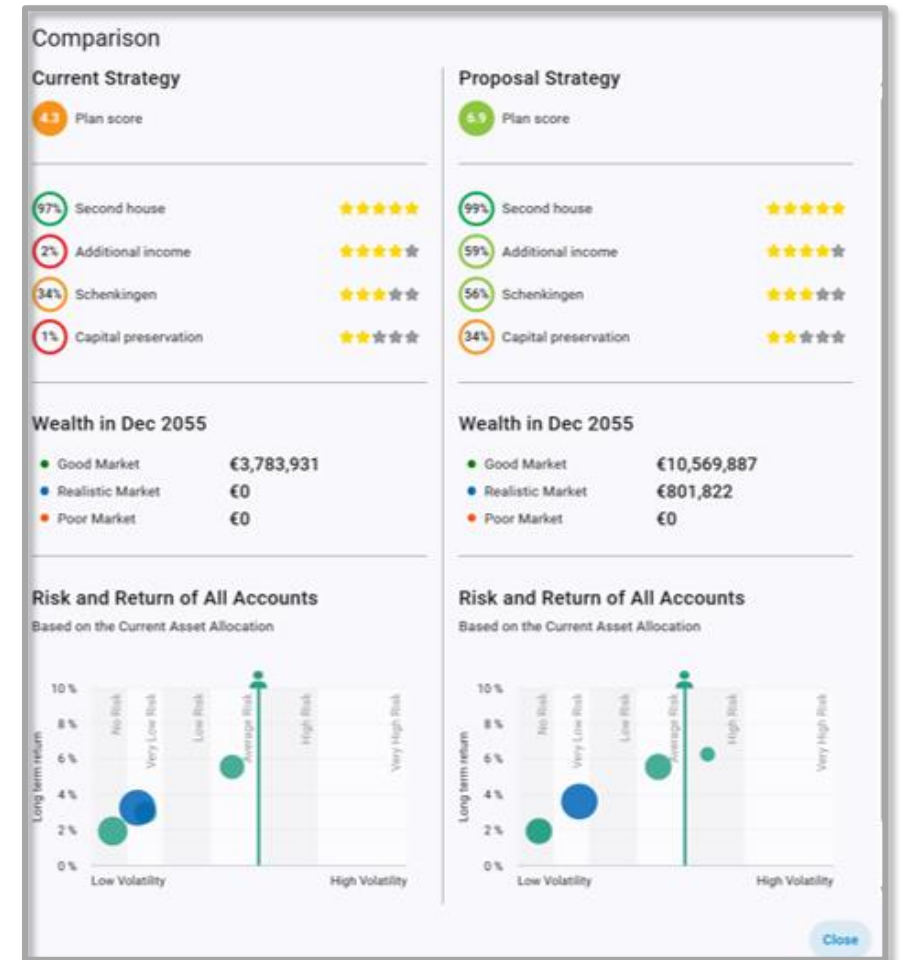 Comparison
Current Strategy
4.3 Plan score
97% Second house
2% Additional income
34% Schenkingen
1% Capital preservation
Wealth in Dec 2055
Good Market €3,783,931
Realistic Market €0
Poor Market €0
Risk and Return of All Accounts
Based on the Current Asset Allocation
Long term return
10 %
8 %
6 %
4 %
2 %
0 %
No Risk
Very Low Risk
Low Risk
Average Risk
High Risk
Very High Risk
Low Volatility
High Volatility
Proposal Strategy
6.9 Plan score
99% Second house
59% Additional income
56% Schenkingen
34% Capital preservation
Wealth in Dec 2055
Good Market €10,569,887
Realistic Market €801,822
Poor Market €0
Risk and Return of All Accounts
Based on the Current Asset Allocation
Long term return
10 %
8 %
6 %
4 %
2 %
0 %
No Risk
Very Low Risk
Low Risk
Average Risk
High Risk
Very High Risk
Low Volatility
High Volatility
Close